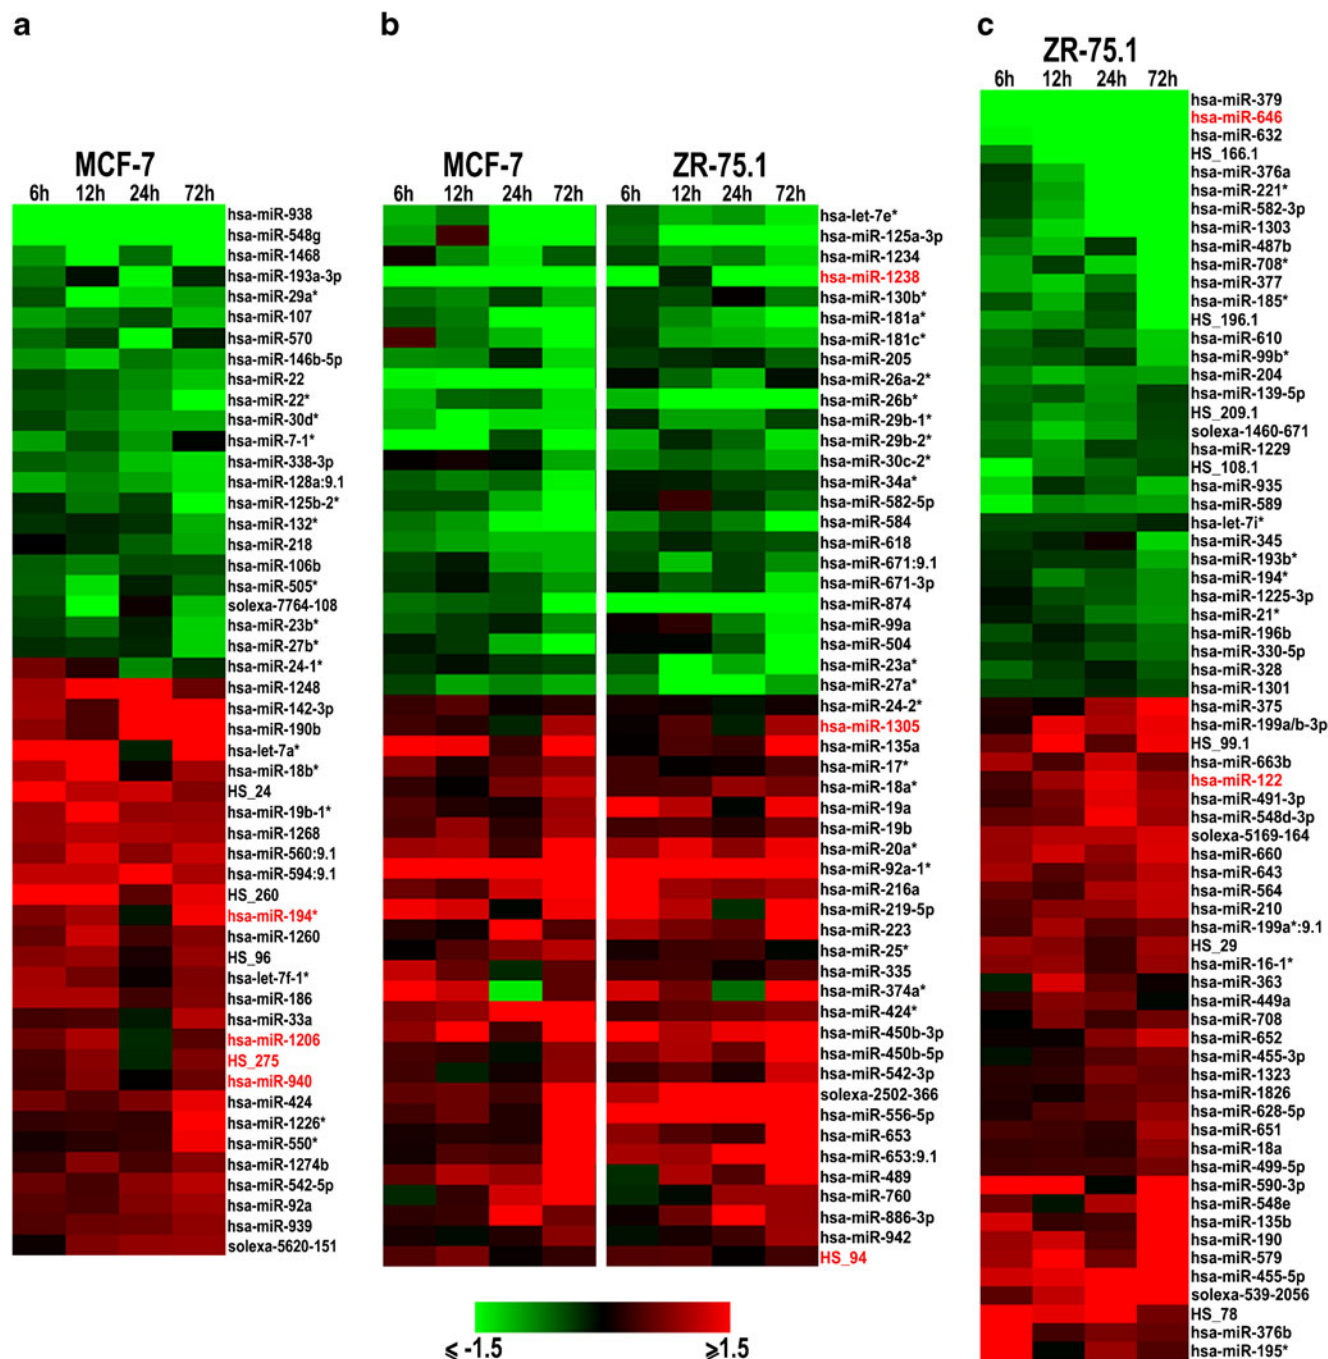 a
MCF-7
6h 12h 24h 72h
hsa-miR-938
hsa-miR-548g
hsa-miR-1468
hsa-miR-193a-3p
hsa-miR-29a*
hsa-miR-107
hsa-miR-570
hsa-miR-146b-5p
hsa-miR-22
hsa-miR-22*
hsa-miR-30d*
hsa-miR-7-1*
hsa-miR-338-3p
hsa-miR-128a:9.1
hsa-miR-125b-2*
hsa-miR-132*
hsa-miR-218
hsa-miR-106b
hsa-miR-505*
solexa-7764-108
hsa-miR-23b*
hsa-miR-27b*
hsa-miR-24-1*
hsa-miR-1248
hsa-miR-142-3p
hsa-miR-190b
hsa-let-7a*
hsa-miR-18b*
HS_24
hsa-miR-19b-1*
hsa-miR-1268
hsa-miR-560:9.1
hsa-miR-594:9.1
HS_260
hsa-miR-194*
hsa-miR-1260
HS_96
hsa-let-7f-1*
hsa-miR-186
hsa-miR-33a
hsa-miR-1206
HS_275
hsa-miR-940
hsa-miR-424
hsa-miR-1226*
hsa-miR-550*
hsa-miR-1274b
hsa-miR-542-5p
hsa-miR-92a
hsa-miR-939
solexa-5620-151
b
MCF-7 ZR-75.1
6h 12h 24h 72h 6h 12h 24h 72h
hsa-let-7e*
hsa-miR-125a-3p
hsa-miR-1234
hsa-miR-1238
hsa-miR-130b*
hsa-miR-181a*
hsa-miR-181c*
hsa-miR-205
hsa-miR-26a-2*
hsa-miR-26b*
hsa-miR-29b-1*
hsa-miR-29b-2*
hsa-miR-30c-2*
hsa-miR-34a*
hsa-miR-582-5p
hsa-miR-584
hsa-miR-618
hsa-miR-671:9.1
hsa-miR-671-3p
hsa-miR-874
hsa-miR-99a
hsa-miR-504
hsa-miR-23a*
hsa-miR-27a*
hsa-miR-24-2*
hsa-miR-1305
hsa-miR-135a
hsa-miR-17*
hsa-miR-18a*
hsa-miR-19a
hsa-miR-19b
hsa-miR-20a*
hsa-miR-92a-1*
hsa-miR-216a
hsa-miR-219-5p
hsa-miR-223
hsa-miR-25*
hsa-miR-335
hsa-miR-374a*
hsa-miR-424*
hsa-miR-450b-3p
hsa-miR-450b-5p
hsa-miR-542-3p
solexa-2502-366
hsa-miR-556-5p
hsa-miR-653
hsa-miR-653:9.1
hsa-miR-489
hsa-miR-760
hsa-miR-886-3p
hsa-miR-942
HS_94
⩽ -1.5 ⩾1.5
c
ZR-75.1
6h 12h 24h 72h
hsa-miR-379
hsa-miR-646
hsa-miR-632
HS_166.1
hsa-miR-376a
hsa-miR-221*
hsa-miR-582-3p
hsa-miR-1303
hsa-miR-487b
hsa-miR-708*
hsa-miR-377
hsa-miR-185*
HS_196.1
hsa-miR-610
hsa-miR-99b*
hsa-miR-204
hsa-miR-139-5p
HS_209.1
solexa-1460-671
hsa-miR-1229
HS_108.1
hsa-miR-935
hsa-miR-589
hsa-let-7i*
hsa-miR-345
hsa-miR-193b*
hsa-miR-194*
hsa-miR-1225-3p
hsa-miR-21*
hsa-miR-196b
hsa-miR-330-5p
hsa-miR-328
hsa-miR-1301
hsa-miR-375
hsa-miR-199a/b-3p
HS_99.1
hsa-miR-663b
hsa-miR-122
hsa-miR-491-3p
hsa-miR-548d-3p
solexa-5169-164
hsa-miR-660
hsa-miR-643
hsa-miR-564
hsa-miR-210
hsa-miR-199a*:9.1
HS_29
hsa-miR-16-1*
hsa-miR-363
hsa-miR-449a
hsa-miR-708
hsa-miR-652
hsa-miR-455-3p
hsa-miR-1323
hsa-miR-1826
hsa-miR-628-5p
hsa-miR-651
hsa-miR-18a
hsa-miR-499-5p
hsa-miR-590-3p
hsa-miR-548e
hsa-miR-135b
hsa-miR-190
hsa-miR-579
hsa-miR-455-5p
solexa-539-2056
HS_78
hsa-miR-376b
hsa-miR-195*